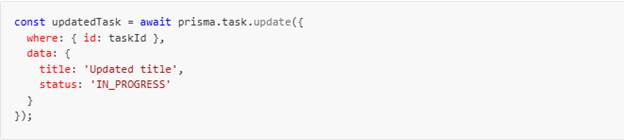 const updatedTask = await prisma.task.update({
  where: { id: taskId },
  data: {
    title: 'Updated title',
    status: 'IN_PROGRESS'
  }
});